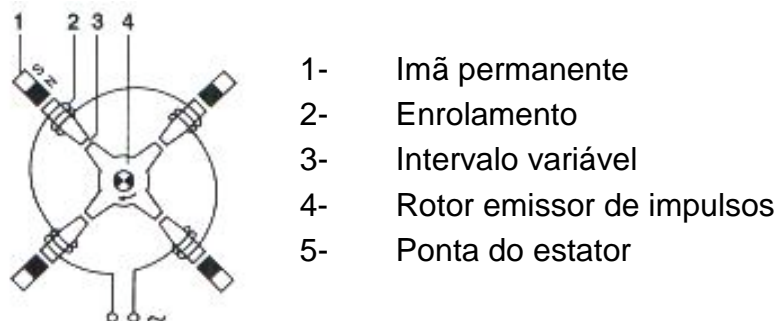 1 2 3 4
S N
1- Imã permanente
2- Enrolamento
3- Intervalo variável
4- Rotor emissor de impulsos
5- Ponta do estator
~